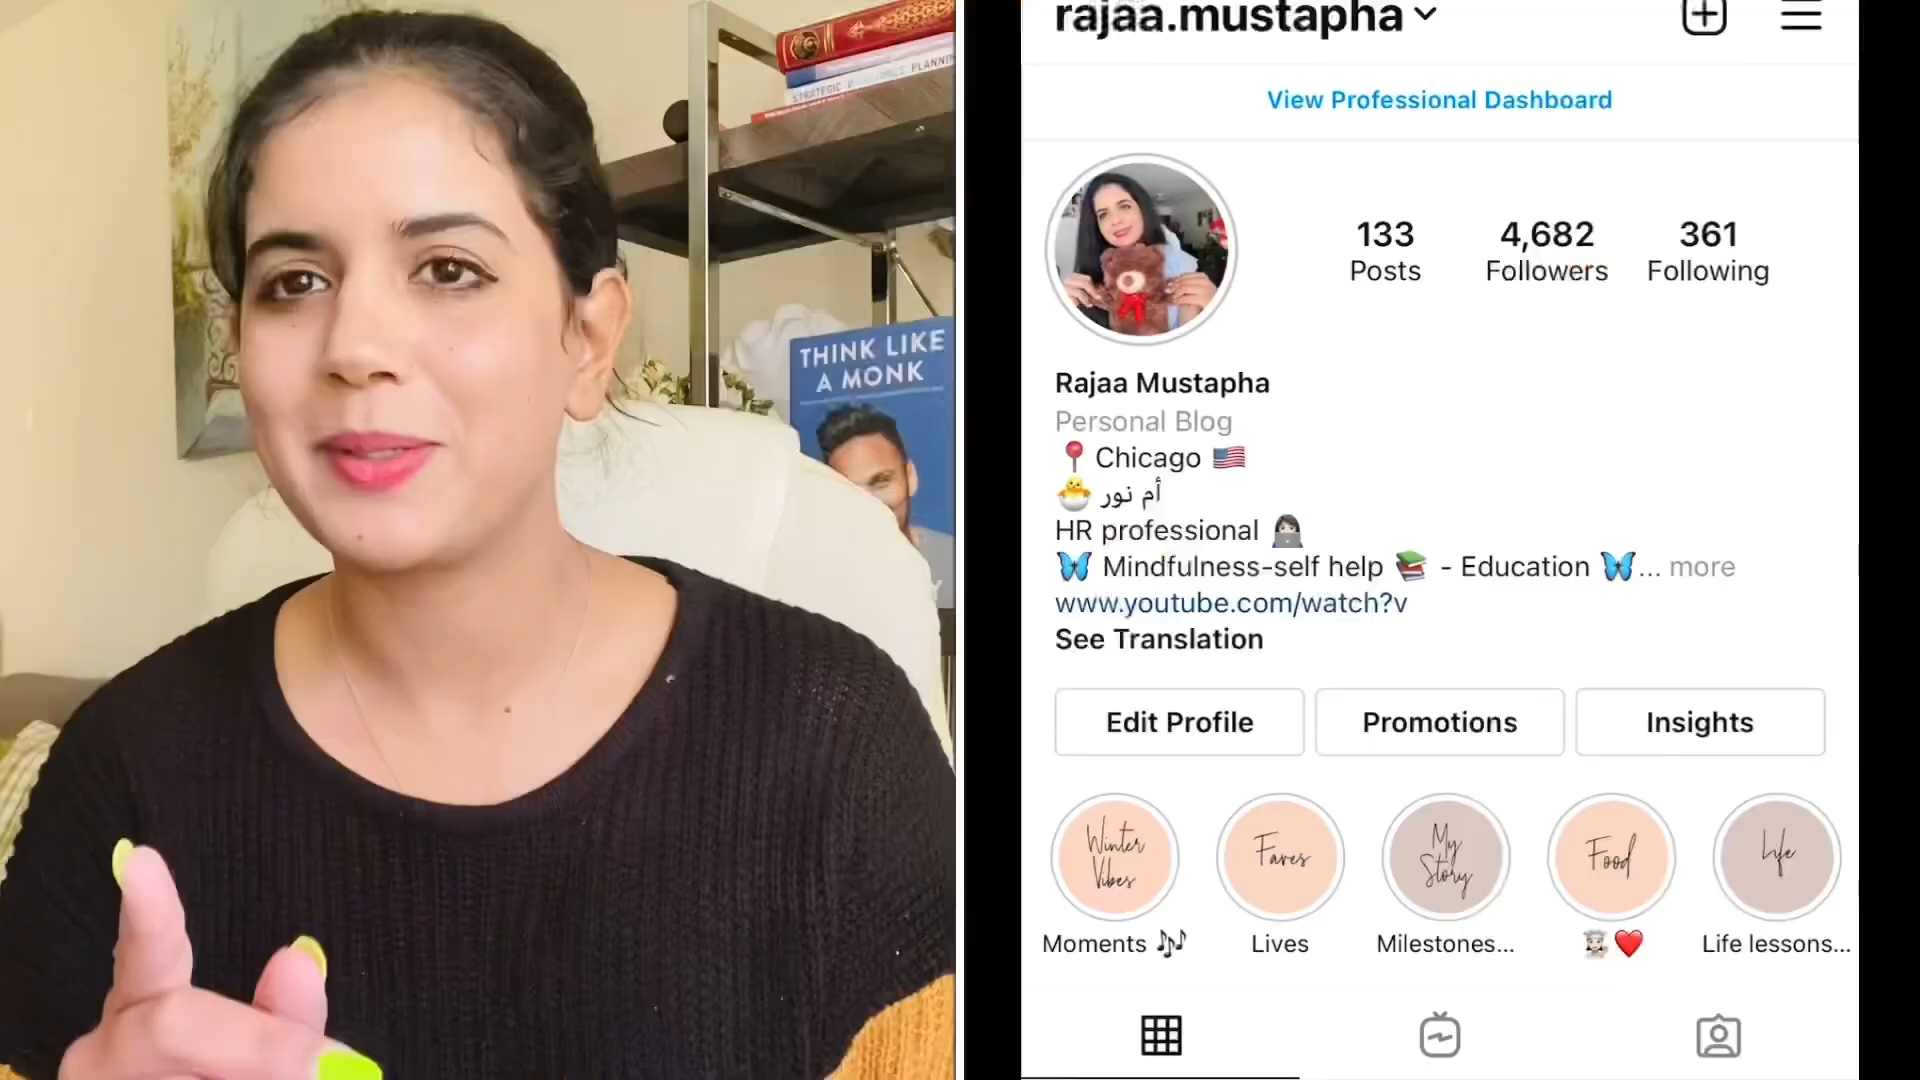 STRATEGIC
PLANNIN
THINK LIKE
A MONK
rajaa.mustapha
View Professional Dashboard
133
Posts
4,682
Followers
361
Following
Rajaa Mustapha
Personal Blog
📍 Chicago 🇺🇸
🐣 أم نور
HR professional 👩🏻‍💻
🦋 Mindfulness-self help 📚 - Education 🦋... more
www.youtube.com/watch?v
See Translation
Edit Profile
Promotions
Insights
Winter
Vibes
Faves
My
Story
Food
Life
Moments 🎶
Lives
Milestones...
👩🏻‍🍳❤️
Life lessons...